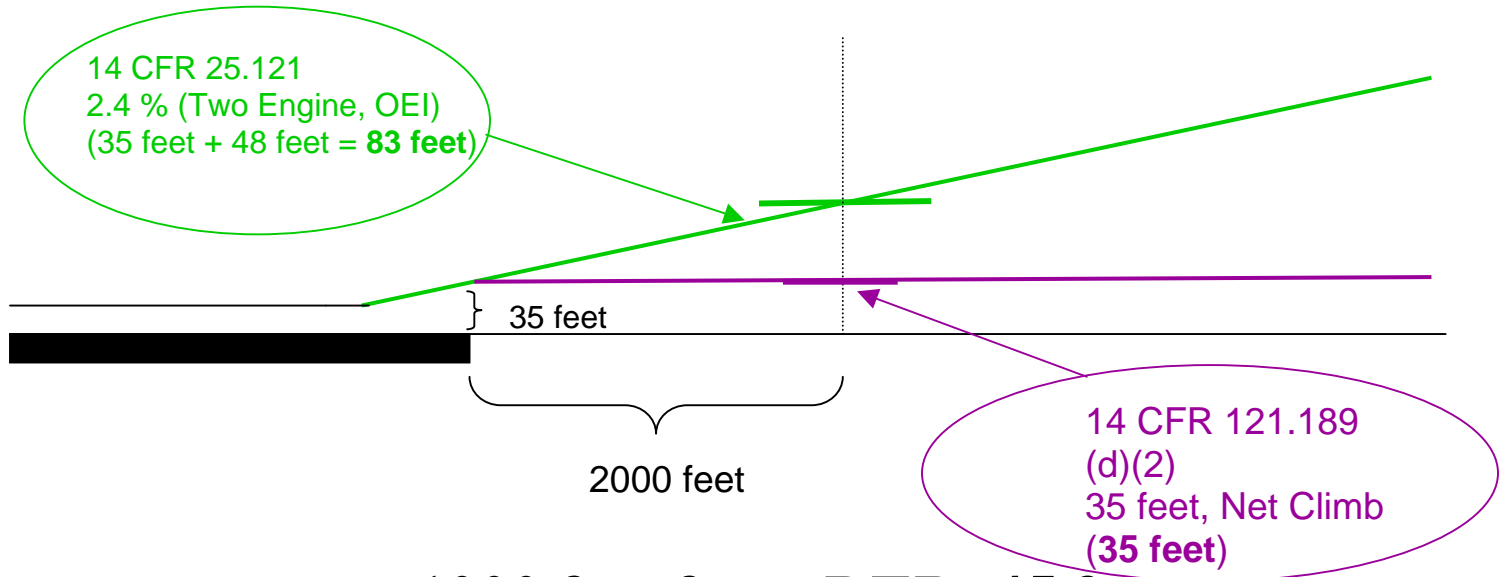 14 CFR 25.121
2.4 % (Two Engine, OEI)
(35 feet + 48 feet = 83 feet)
35 feet
2000 feet
14 CFR 121.189
(d)(2)
35 feet, Net Climb
(35 feet)